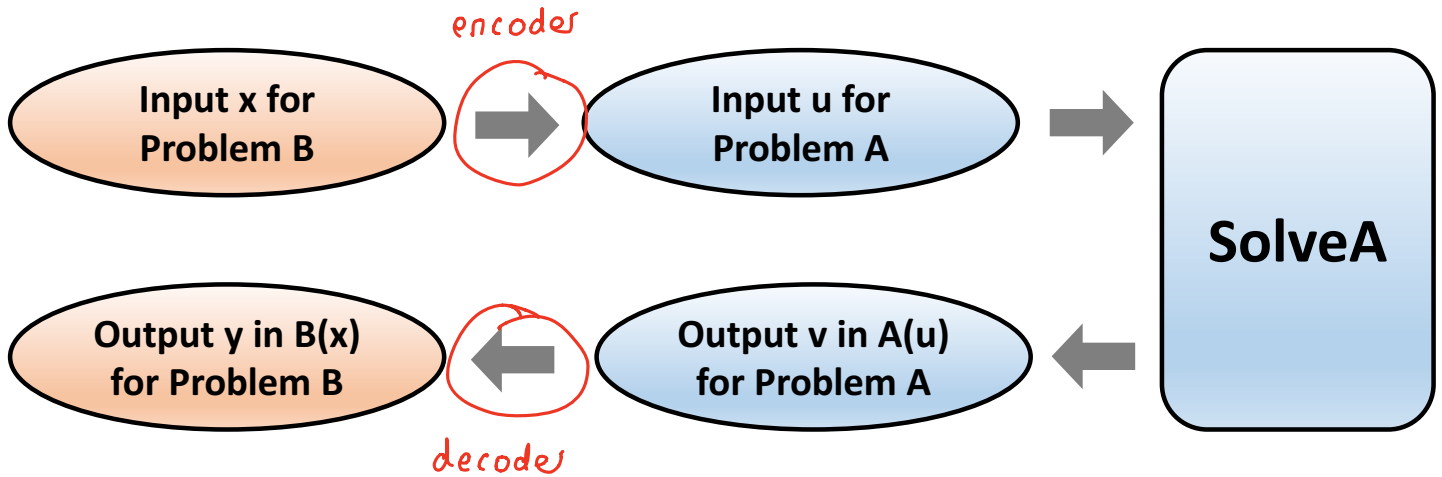 encoder
Input x for
Problem B
Input u for
Problem A
SolveA
Output y in B(x)
for Problem B
Output v in A(u)
for Problem A
decoder